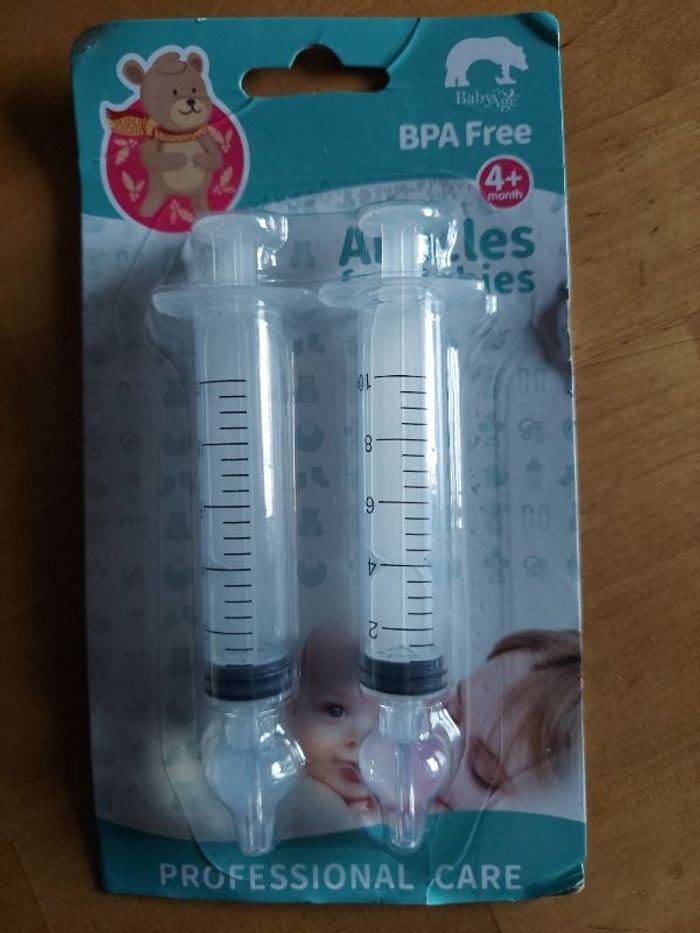 BabyAge
BPA Free
4+
month
10
8
6
4
2
PROFESSIONAL CARE